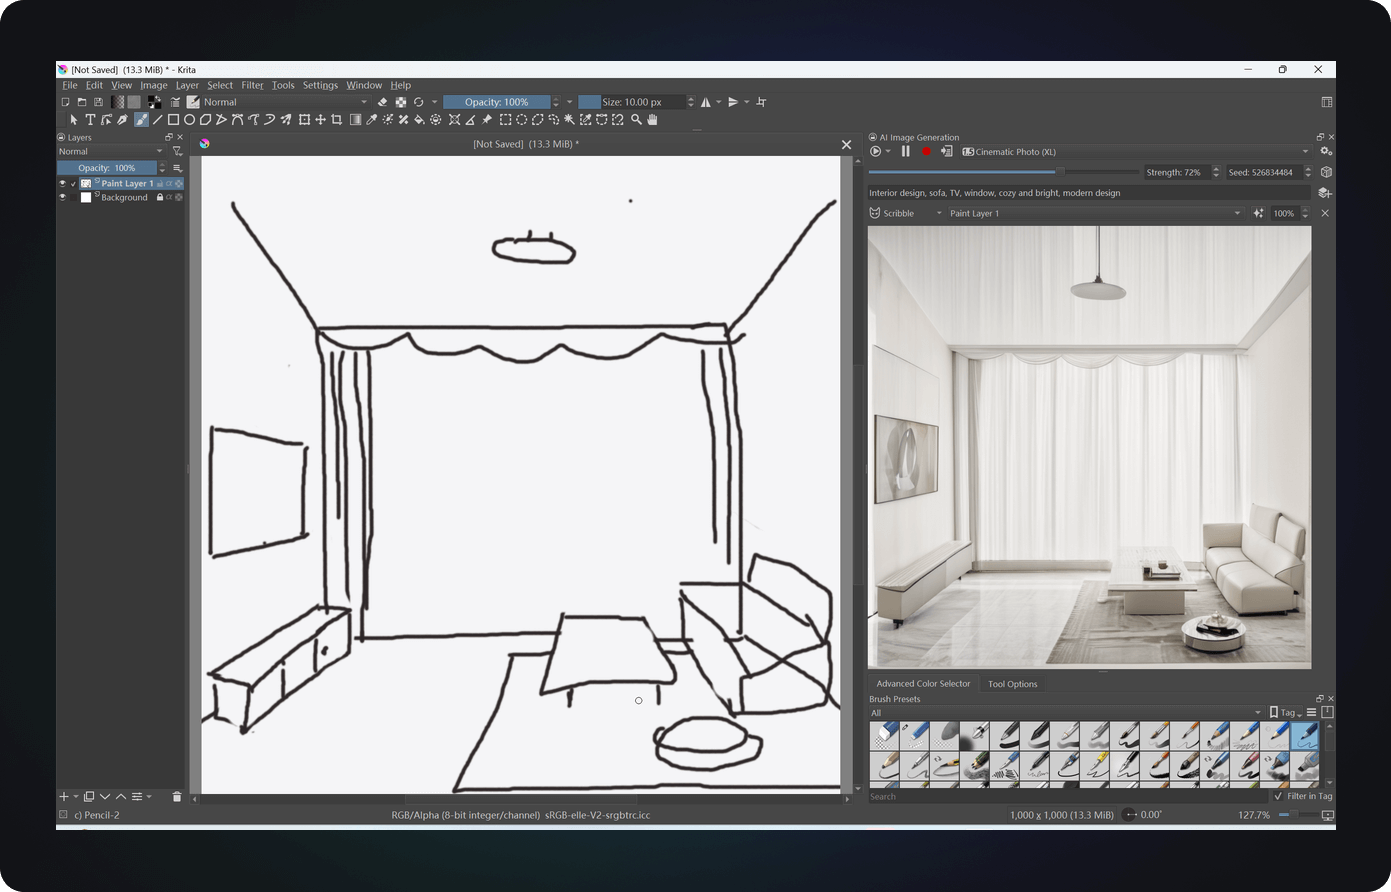 [Not Saved] (13.3 MiB) * - Krita
File Edit View Image Layer Select Filter Tools Settings Window Help
Normal Opacity: 100% Size: 10.00 px
Layers
Normal
Opacity: 100%
Paint Layer 1
Background
[Not Saved] (13.3 MiB) *
AI Image Generation
Cinematic Photo (XL)
Strength: 72% Seed: 526834484
Interior design, sofa, TV, window, cozy and bright, modern design
Scribble Paint Layer 1 100%
Advanced Color Selector Tool Options
Brush Presets
All Tag
Search Filter in Tag
c) Pencil-2 RGB/Alpha (8-bit integer/channel) sRGB-elle-V2-srgbtrc.icc 1,000 x 1,000 (13.3 MiB) 0.00° 127.7%